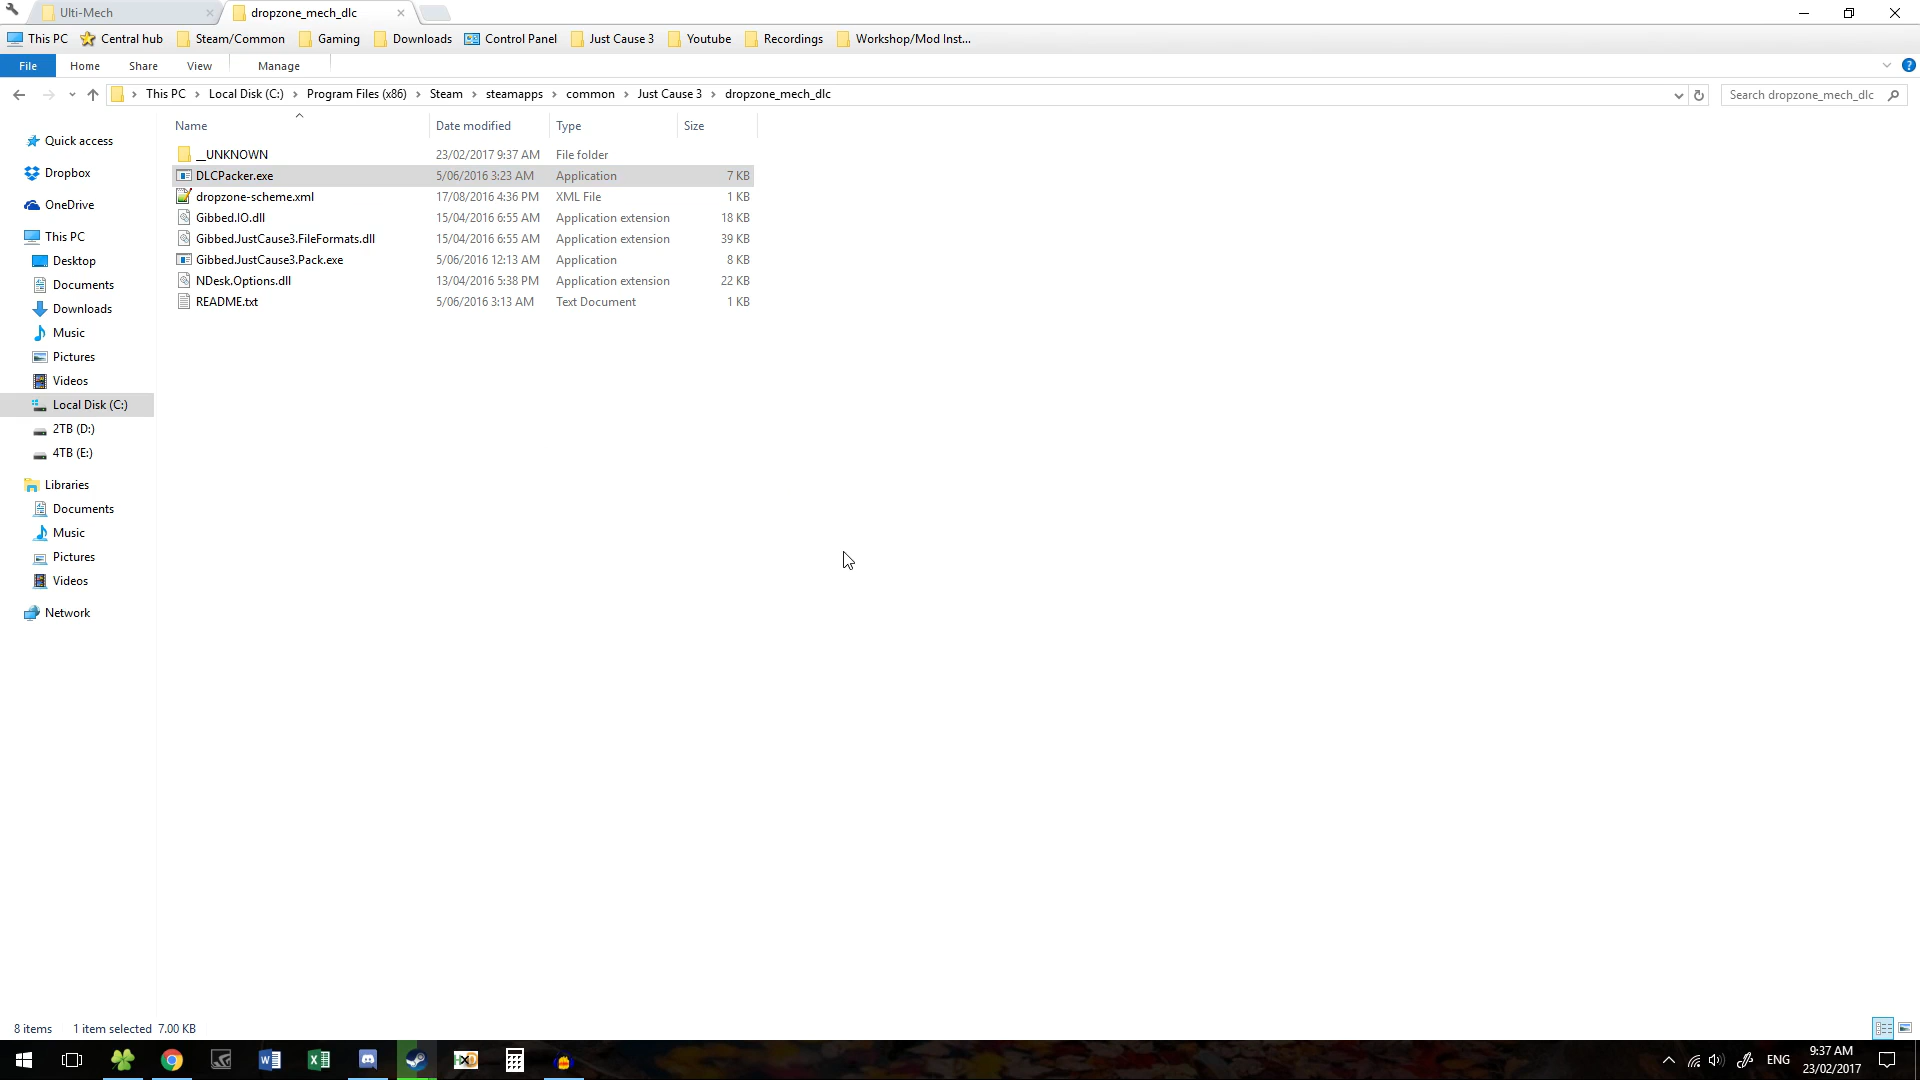 Ulti-Mech
dropzone_mech_dlc
This PC
Central hub
Steam/Common
Gaming
Downloads
Control Panel
Just Cause 3
Youtube
Recordings
Workshop/Mod Inst...
File
Home
Share
View
Manage
This PC
Local Disk (C:)
Program Files (x86)
Steam
steamapps
common
Just Cause 3
dropzone_mech_dlc
Search dropzone_mech_dlc
Name
Date modified
Type
Size
__UNKNOWN 23/02/2017 9:37 AM File folder
DLCPacker.exe 5/06/2016 3:23 AM Application 7 KB
dropzone-scheme.xml 17/08/2016 4:36 PM XML File 1 KB
Gibbed.IO.dll 15/04/2016 6:55 AM Application extension 18 KB
Gibbed.JustCause3.FileFormats.dll 15/04/2016 6:55 AM Application extension 39 KB
Gibbed.JustCause3.Pack.exe 5/06/2016 12:13 AM Application 8 KB
NDesk.Options.dll 13/04/2016 5:38 PM Application extension 22 KB
README.txt 5/06/2016 3:13 AM Text Document 1 KB
Quick access
Dropbox
OneDrive
This PC
Desktop
Documents
Downloads
Music
Pictures
Videos
Local Disk (C:)
2TB (D:)
4TB (E:)
Libraries
Documents
Music
Pictures
Videos
Network
8 items
1 item selected 7.00 KB
ENG
9:37 AM
23/02/2017